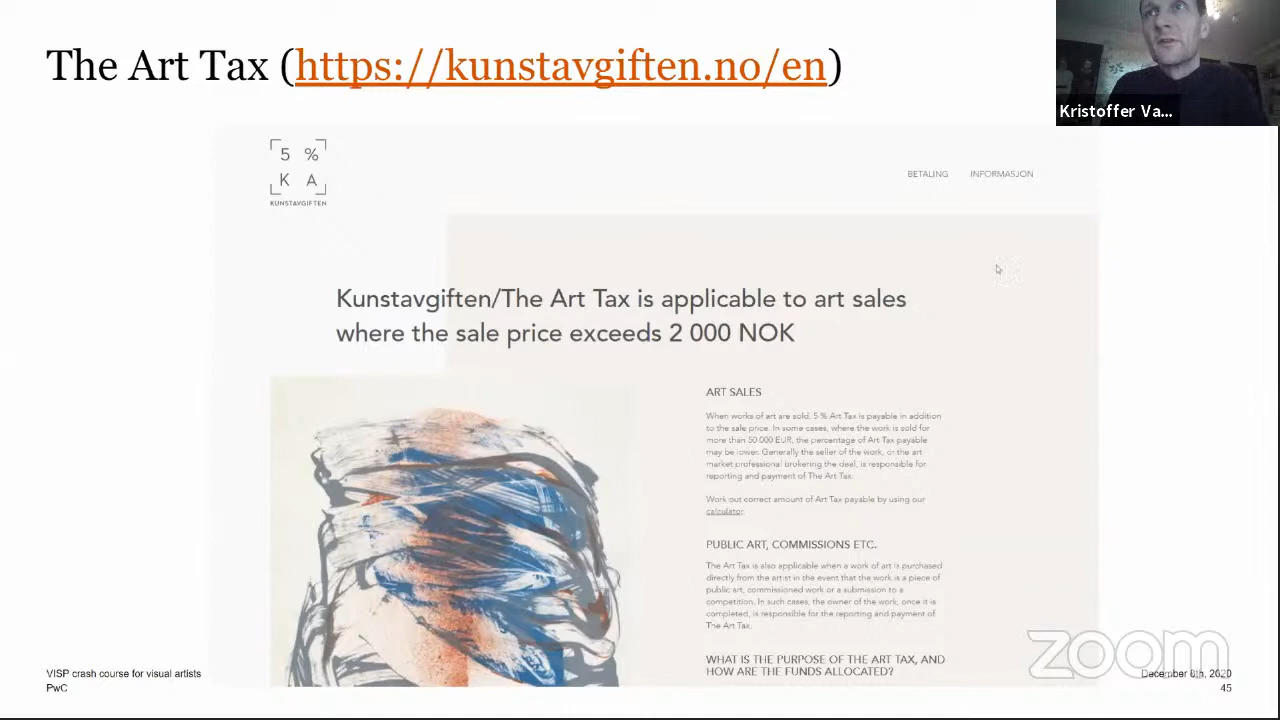 The Art Tax (https://kunstavgiften.no/en)
Kristoffer Va...
5 %
K A
KUNSTAVGIFTEN
BETALING INFORMASJON
Kunstavgiften/The Art Tax is applicable to art sales
where the sale price exceeds 2 000 NOK
ART SALES
When works of art are sold, 5 % Art Tax is payable in addition
to the sale price. In some cases, where the work is sold for
more than 50 000 EUR, the percentage of Art Tax payable
may be lower. Generally the seller of the work, or the art
market professional brokering the deal, is responsible for
reporting and payment of The Art Tax.
Work out correct amount of Art Tax payable by using our
calculator.
PUBLIC ART, COMMISSIONS ETC.
The Art Tax is also applicable when a work of art is purchased
directly from the artist in the event that the work is a piece of
public art, commissioned work or a submission to a
competition. In such cases, the owner of the work, once it is
completed, is responsible for the reporting and payment of
The Art Tax.
WHAT IS THE PURPOSE OF THE ART TAX, AND
HOW ARE THE FUNDS ALLOCATED?
zoom
VISP crash course for visual artists
PwC
December 8th, 2020
45